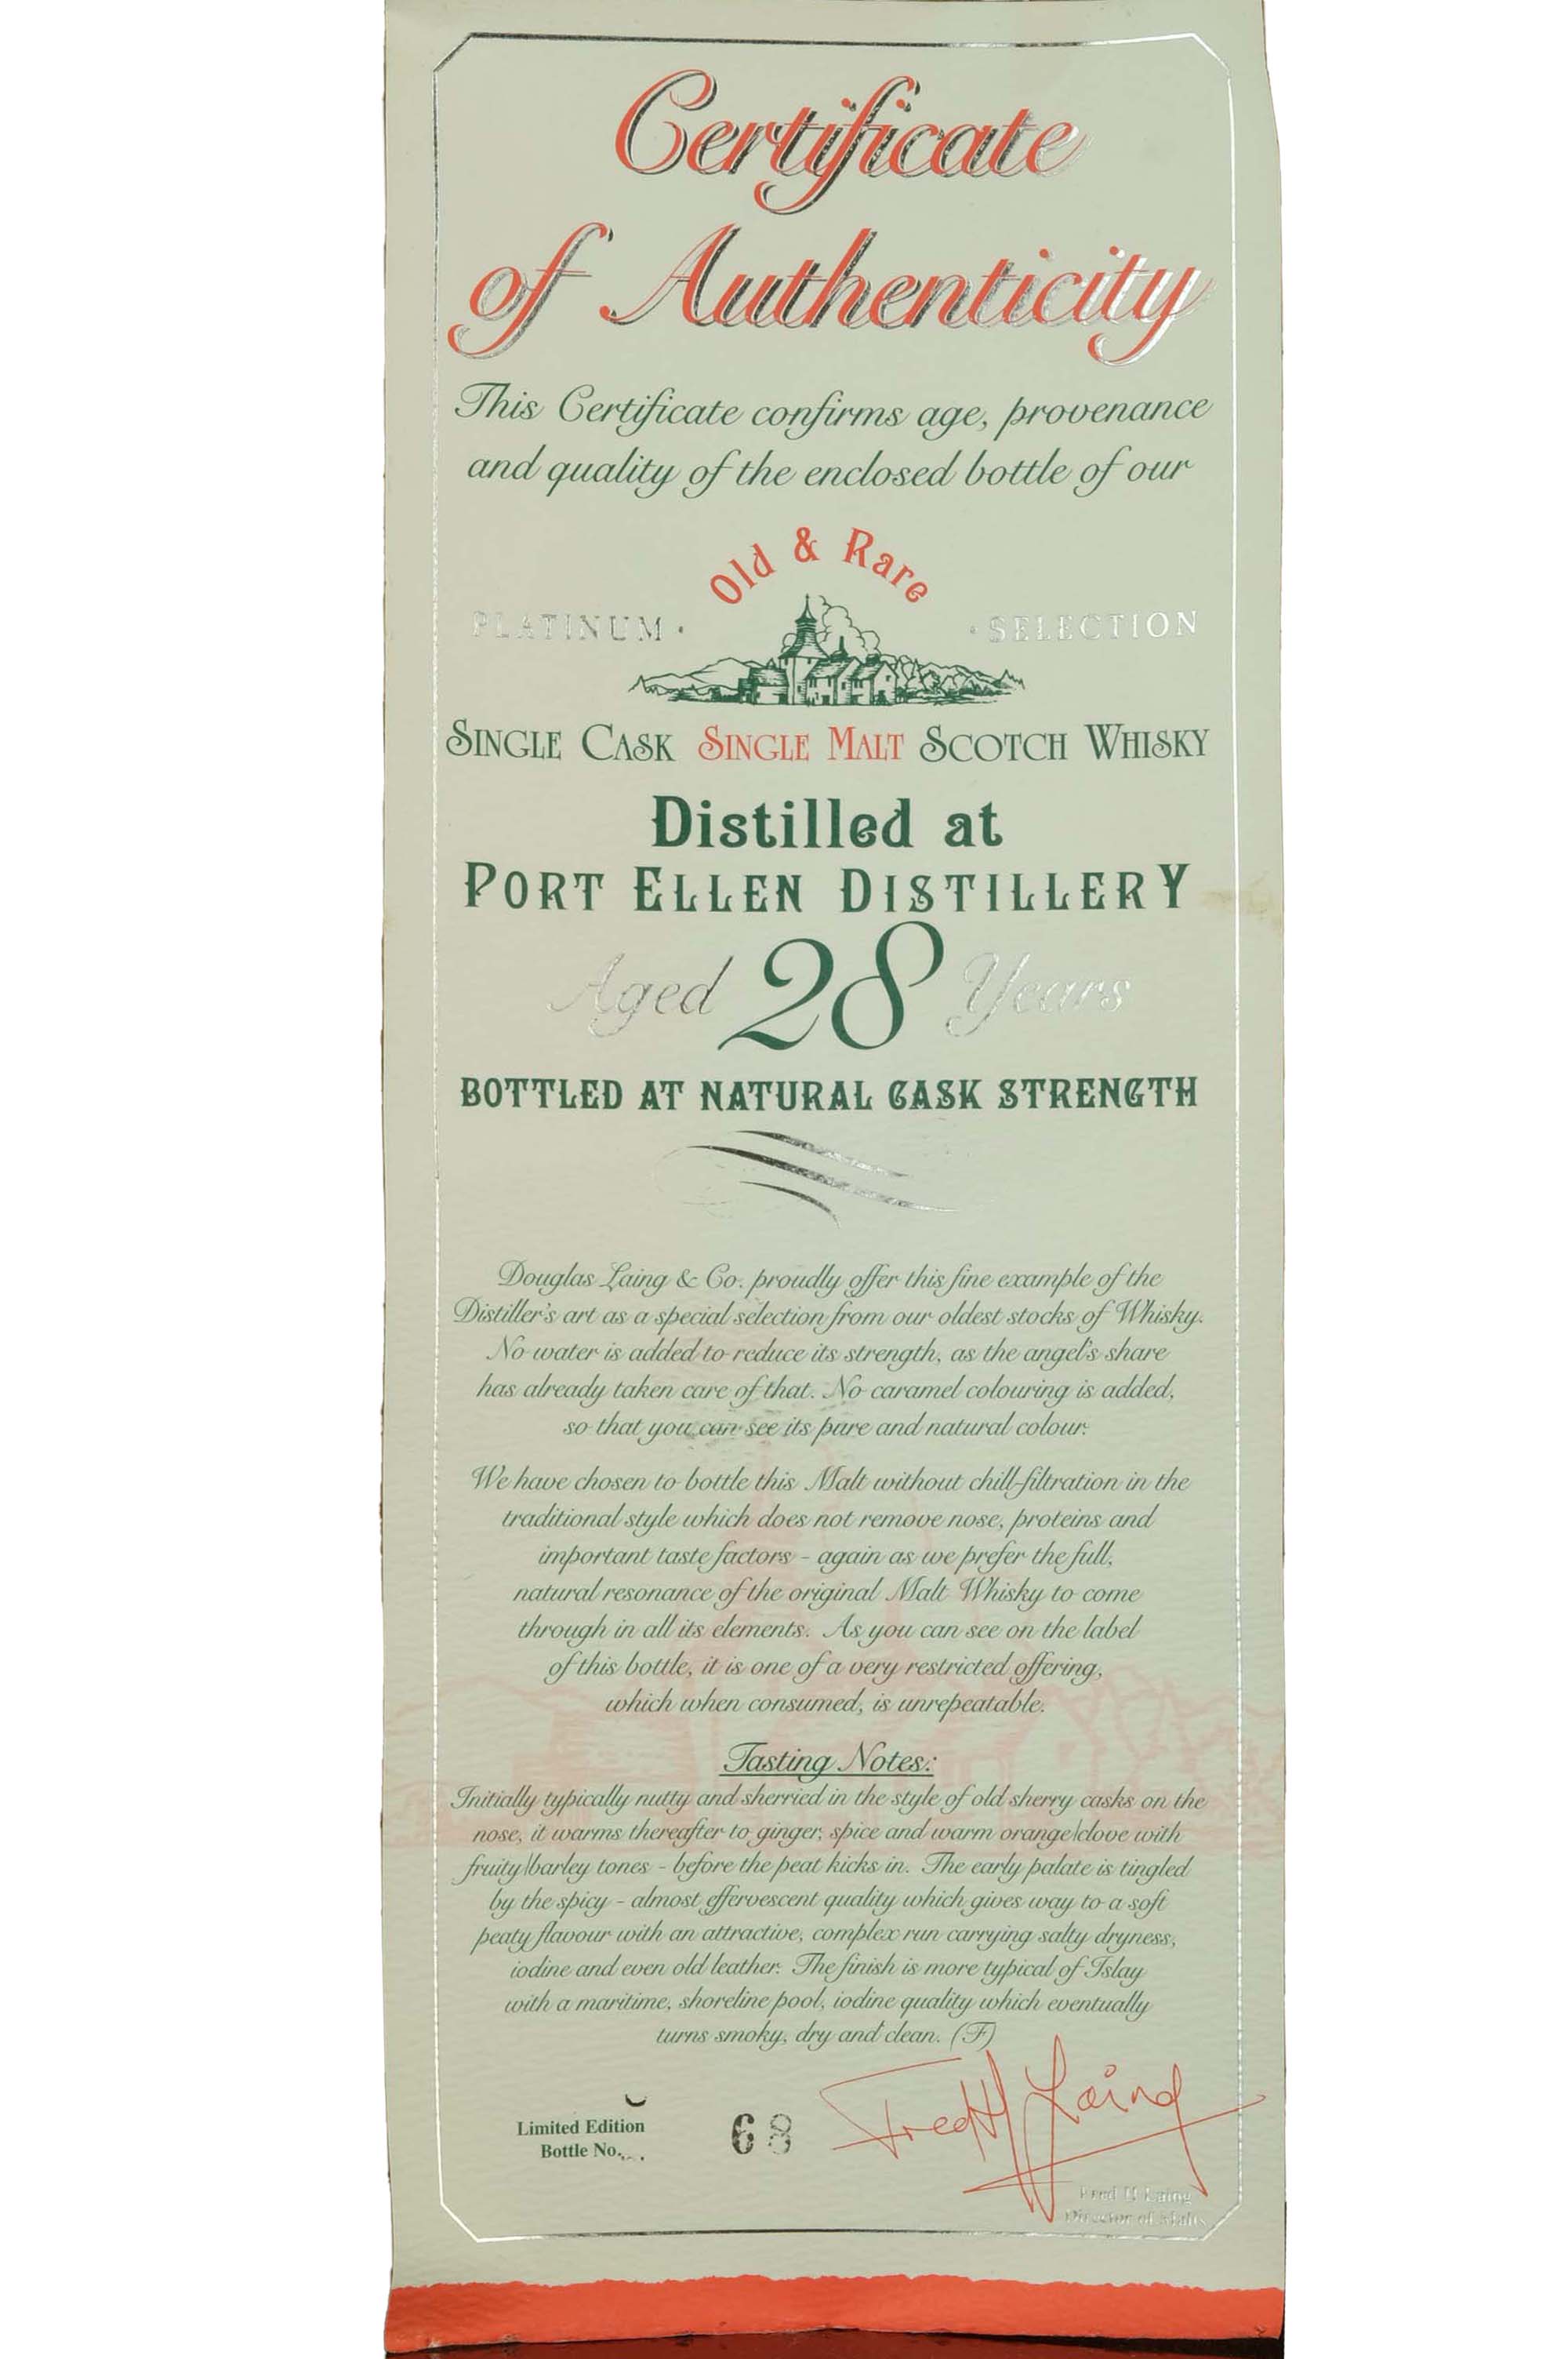 Certificate
of Authenticity
This Certificate confirms age, provenance
and quality of the enclosed bottle of our
Old & Rare
PLATINUM · · SELECTION
SINGLE CASK SINGLE MALT SCOTCH WHISKY
Distilled at
PORT ELLEN DISTILLERY
Aged 28 Years
BOTTLED AT NATURAL CASK STRENGTH
Douglas Laing & Co. proudly offer this fine example of the
Distiller's art as a special selection from our oldest stocks of Whisky.
No water is added to reduce its strength, as the angel's share
has already taken care of that. No caramel colouring is added,
so that you can see its pure and natural colour.
We have chosen to bottle this Malt without chill-filtration in the
traditional style which does not remove nose, proteins and
important taste factors - again as we prefer the full,
natural resonance of the original Malt Whisky to come
through in all its elements. As you can see on the label
of this bottle, it is one of a very restricted offering,
which when consumed, is unrepeatable.
Tasting Notes:
Initially typically nutty and sherried in the style of old sherry casks on the
nose, it warms thereafter to ginger, spice and warm orange/clove with
fruity/barley tones - before the peat kicks in. The early palate is tingled
by the spicy - almost effervescent quality which gives way to a soft
peaty flavour with an attractive, complex run carrying salty dryness,
iodine and even old leather. The finish is more typical of Islay
with a maritime, shoreline pool, iodine quality which eventually
turns smoky, dry and clean. (F)
Fred H Laing
Limited Edition
Bottle No. 68
Fred H Laing
Director of Malts